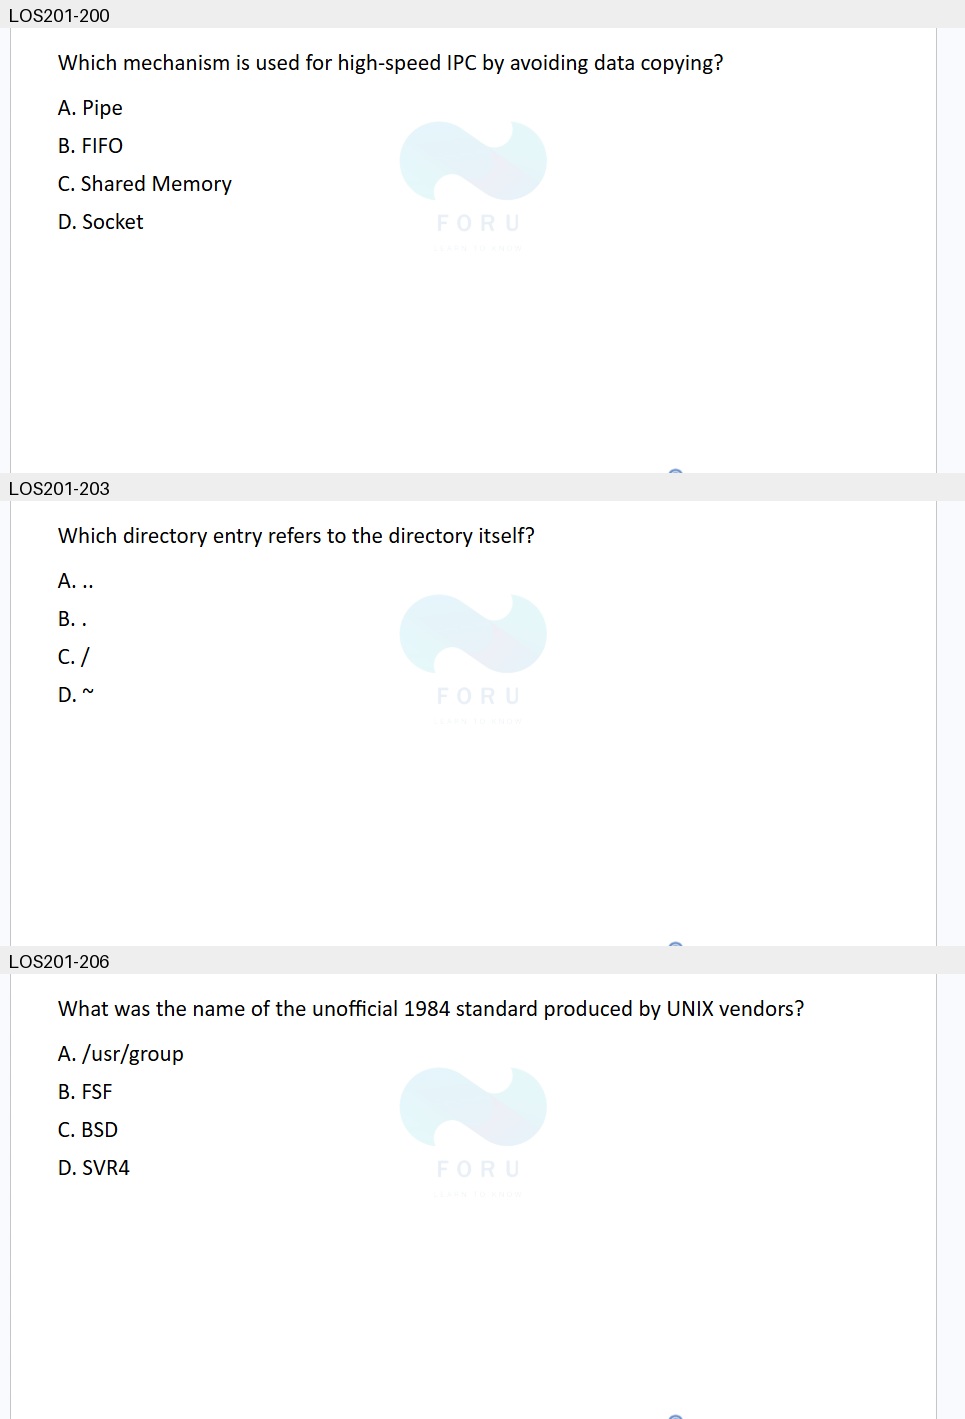 LOS201-200
Which mechanism is used for high-speed IPC by avoiding data copying?
A. Pipe
B. FIFO
C. Shared Memory
D. Socket
FORU
LOS201-203
Which directory entry refers to the directory itself?
A. ..
B. .
C. /
D. ~
FORU
LOS201-206
What was the name of the unofficial 1984 standard produced by UNIX vendors?
A. /usr/group
B. FSF
C. BSD
D. SVR4
FORU